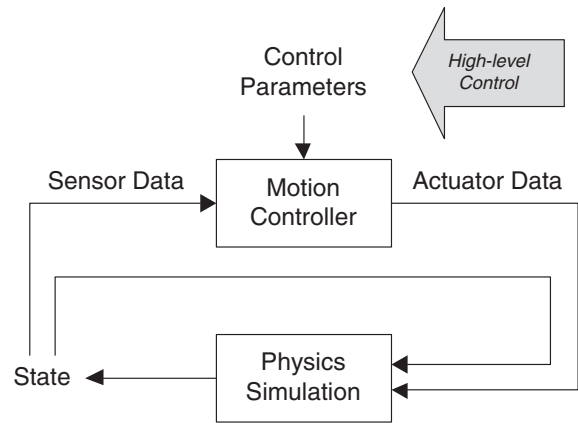 Control
Parameters
High-level
Control
Sensor Data
Motion
Controller
Actuator Data
State
Physics
Simulation